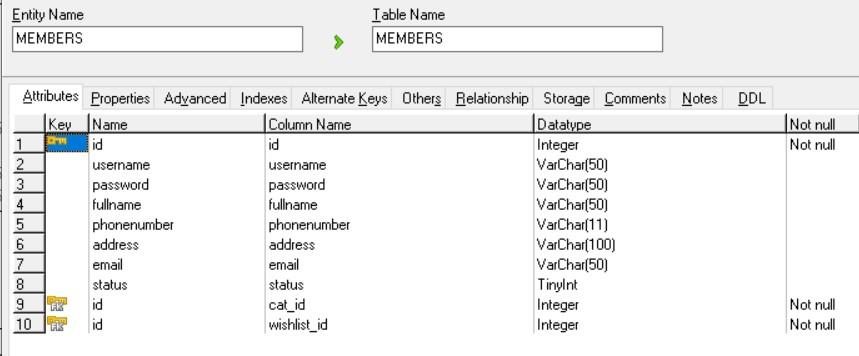 Entity Name Table Name
MEMBERS MEMBERS
Attributes Properties Advanced Indexes Alternate Keys Others Relationship Storage Comments Notes DDL
Key Name Column Name Datatype Not null
1 id id Integer Not null
2 username username VarChar(50)
3 password password VarChar(50)
4 fullname fullname VarChar(50)
5 phonenumber phonenumber VarChar(11)
6 address address VarChar(100)
7 email email VarChar(50)
8 status status TinyInt
9 FK id cat_id Integer Not null
10 FK id wishlist_id Integer Not null